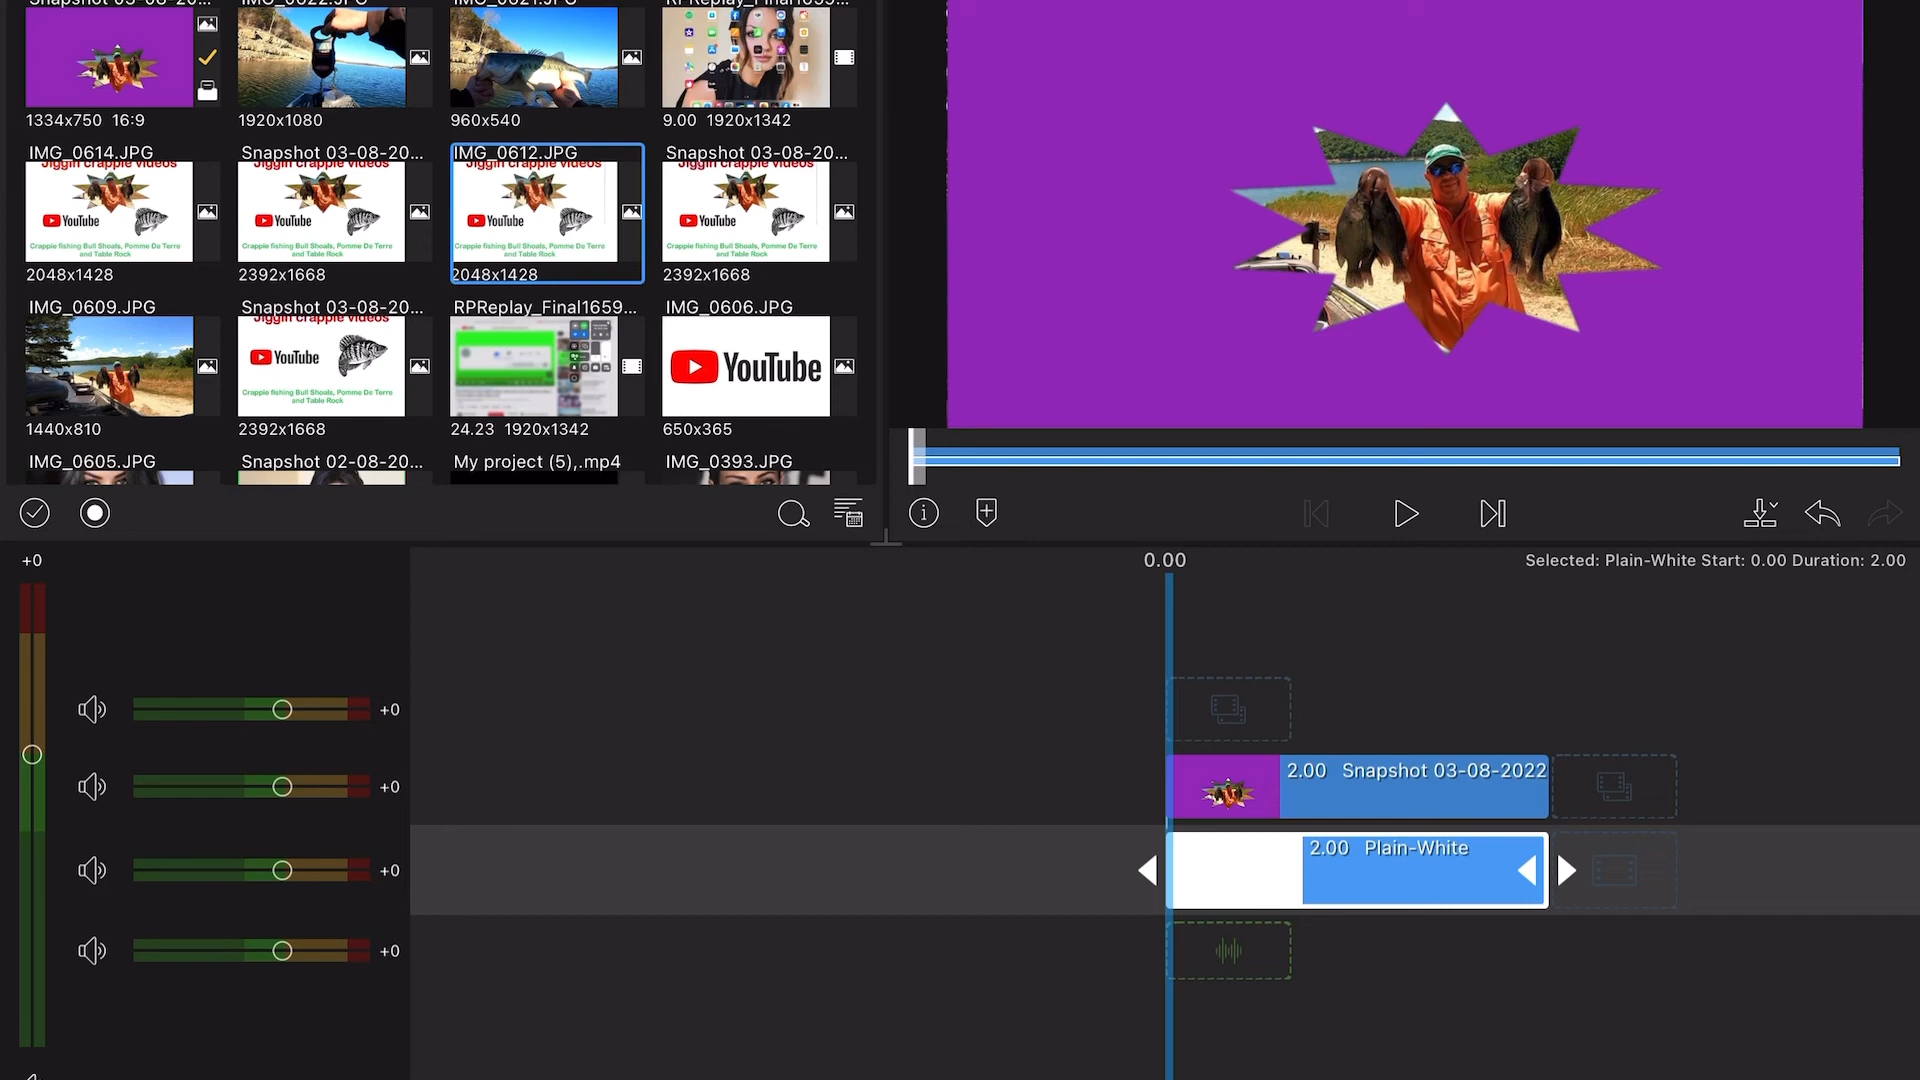 Snapshot 03-08-20...
IMG_0622.JPG
IMG_0621.JPG
RPReplay_Final1659...
1334x750 16:9
1920x1080
960x540
9.00 1920x1342
IMG_0614.JPG
Snapshot 03-08-20...
IMG_0612.JPG
Snapshot 03-08-20...
Jiggin crappie videos
Jiggin crappie videos
Jiggin crappie videos
Jiggin crappie videos
YouTube
YouTube
YouTube
YouTube
Crappie fishing Bull Shoals, Pomme De Terre
and Table Rock
Crappie fishing Bull Shoals, Pomme De Terre
and Table Rock
Crappie fishing Bull Shoals, Pomme De Terre
and Table Rock
Crappie fishing Bull Shoals, Pomme De Terre
and Table Rock
2048x1428
2392x1668
2048x1428
2392x1668
IMG_0609.JPG
Snapshot 03-08-20...
RPReplay_Final1659...
IMG_0606.JPG
Jiggin crappie videos
YouTube
YouTube
Crappie fishing Bull Shoals, Pomme De Terre
and Table Rock
1440x810
2392x1668
24.23 1920x1342
650x365
IMG_0605.JPG
Snapshot 02-08-20...
My project (5),.mp4
IMG_0393.JPG
+0
0.00
Selected: Plain-White Start: 0.00 Duration: 2.00
+0
2.00 Snapshot 03-08-2022
+0
2.00 Plain-White
+0
+0